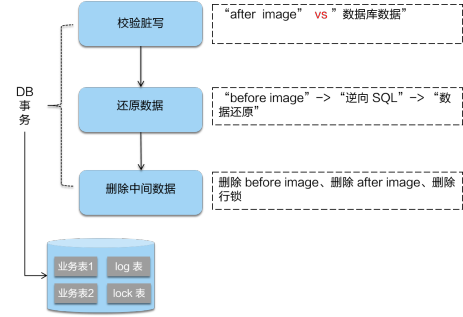 校验脏写
“after image” vs ”数据库数据”
DB
事
务
还原数据
“before image”–>“逆向 SQL”–>“数
据还原”
删除中间数据
删除 before image、删除 after image、删除
行锁
业务表1
log 表
业务表2
lock 表